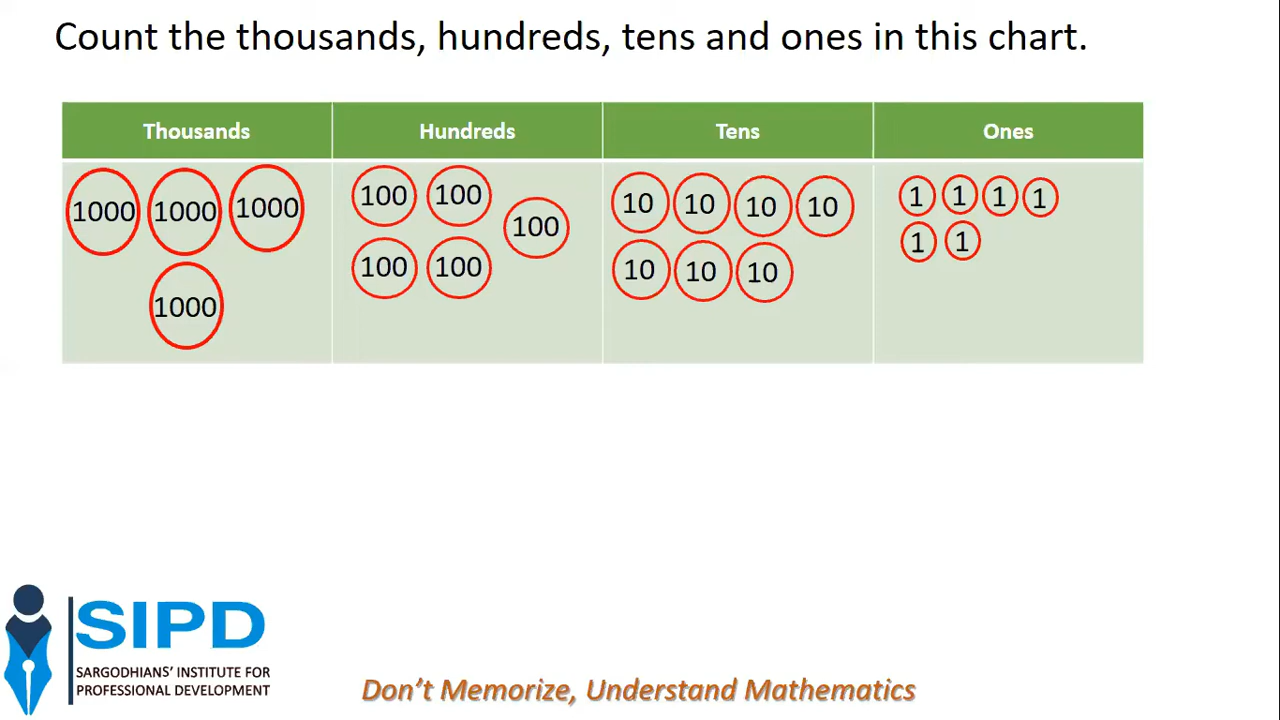 Count the thousands, hundreds, tens and ones in this chart.
Thousands Hundreds Tens Ones
1000 1000 1000 100 100 100 10 10 10 10 1 1 1 1
1000 100 100 10 10 10 1 1
SIPD
SARGODHIANS' INSTITUTE FOR
PROFESSIONAL DEVELOPMENT
Don't Memorize, Understand Mathematics